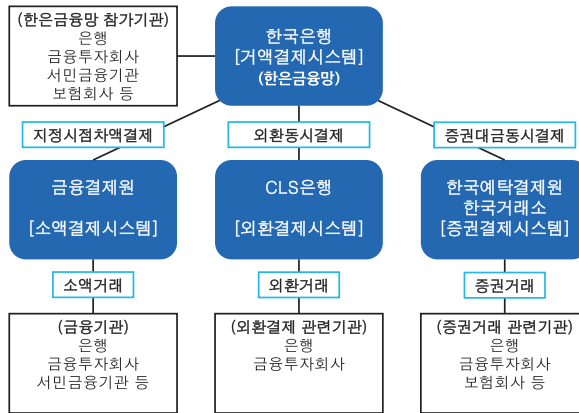 (한은금융망 참가기관)
은행
금융투자회사
서민금융기관
보험회사 등
한국은행
[거액결제시스템]
(한은금융망)
지정시점차액결제
외환동시결제
증권대금동시결제
금융결제원
[소액결제시스템]
CLS은행
[외환결제시스템]
한국예탁결제원
한국거래소
[증권결제시스템]
소액거래
외환거래
증권거래
(금융기관)
은행
금융투자회사
서민금융기관 등
(외환결제 관련기관)
은행
금융투자회사
(증권거래 관련기관)
은행
금융투자회사
보험회사 등